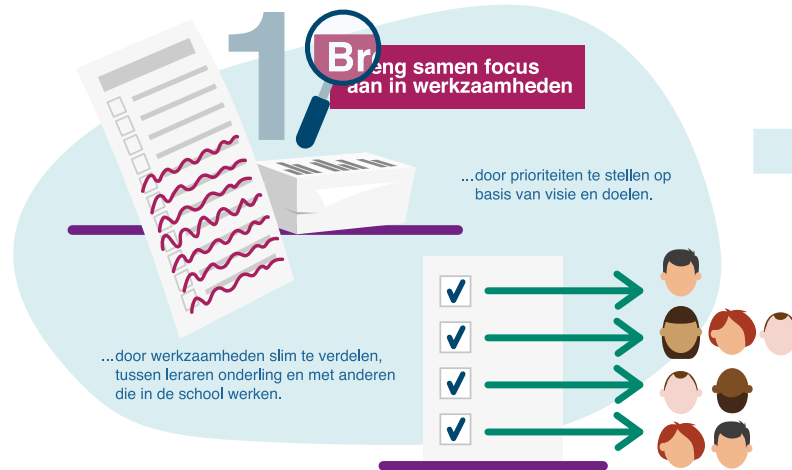 1
Breng samen focus
aan in werkzaamheden
...door prioriteiten te stellen op
basis van visie en doelen.
...door werkzaamheden slim te verdelen,
tussen leraren onderling en met anderen
die in de school werken.